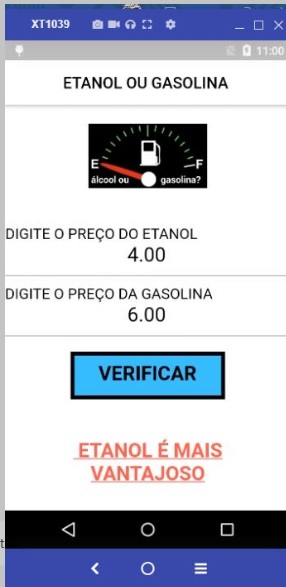 XT1039
11:00
ETANOL OU GASOLINA
E F
álcool ou gasolina?
DIGITE O PREÇO DO ETANOL
4.00
DIGITE O PREÇO DA GASOLINA
6.00
VERIFICAR
ETANOL É MAIS
VANTAJOSO
t